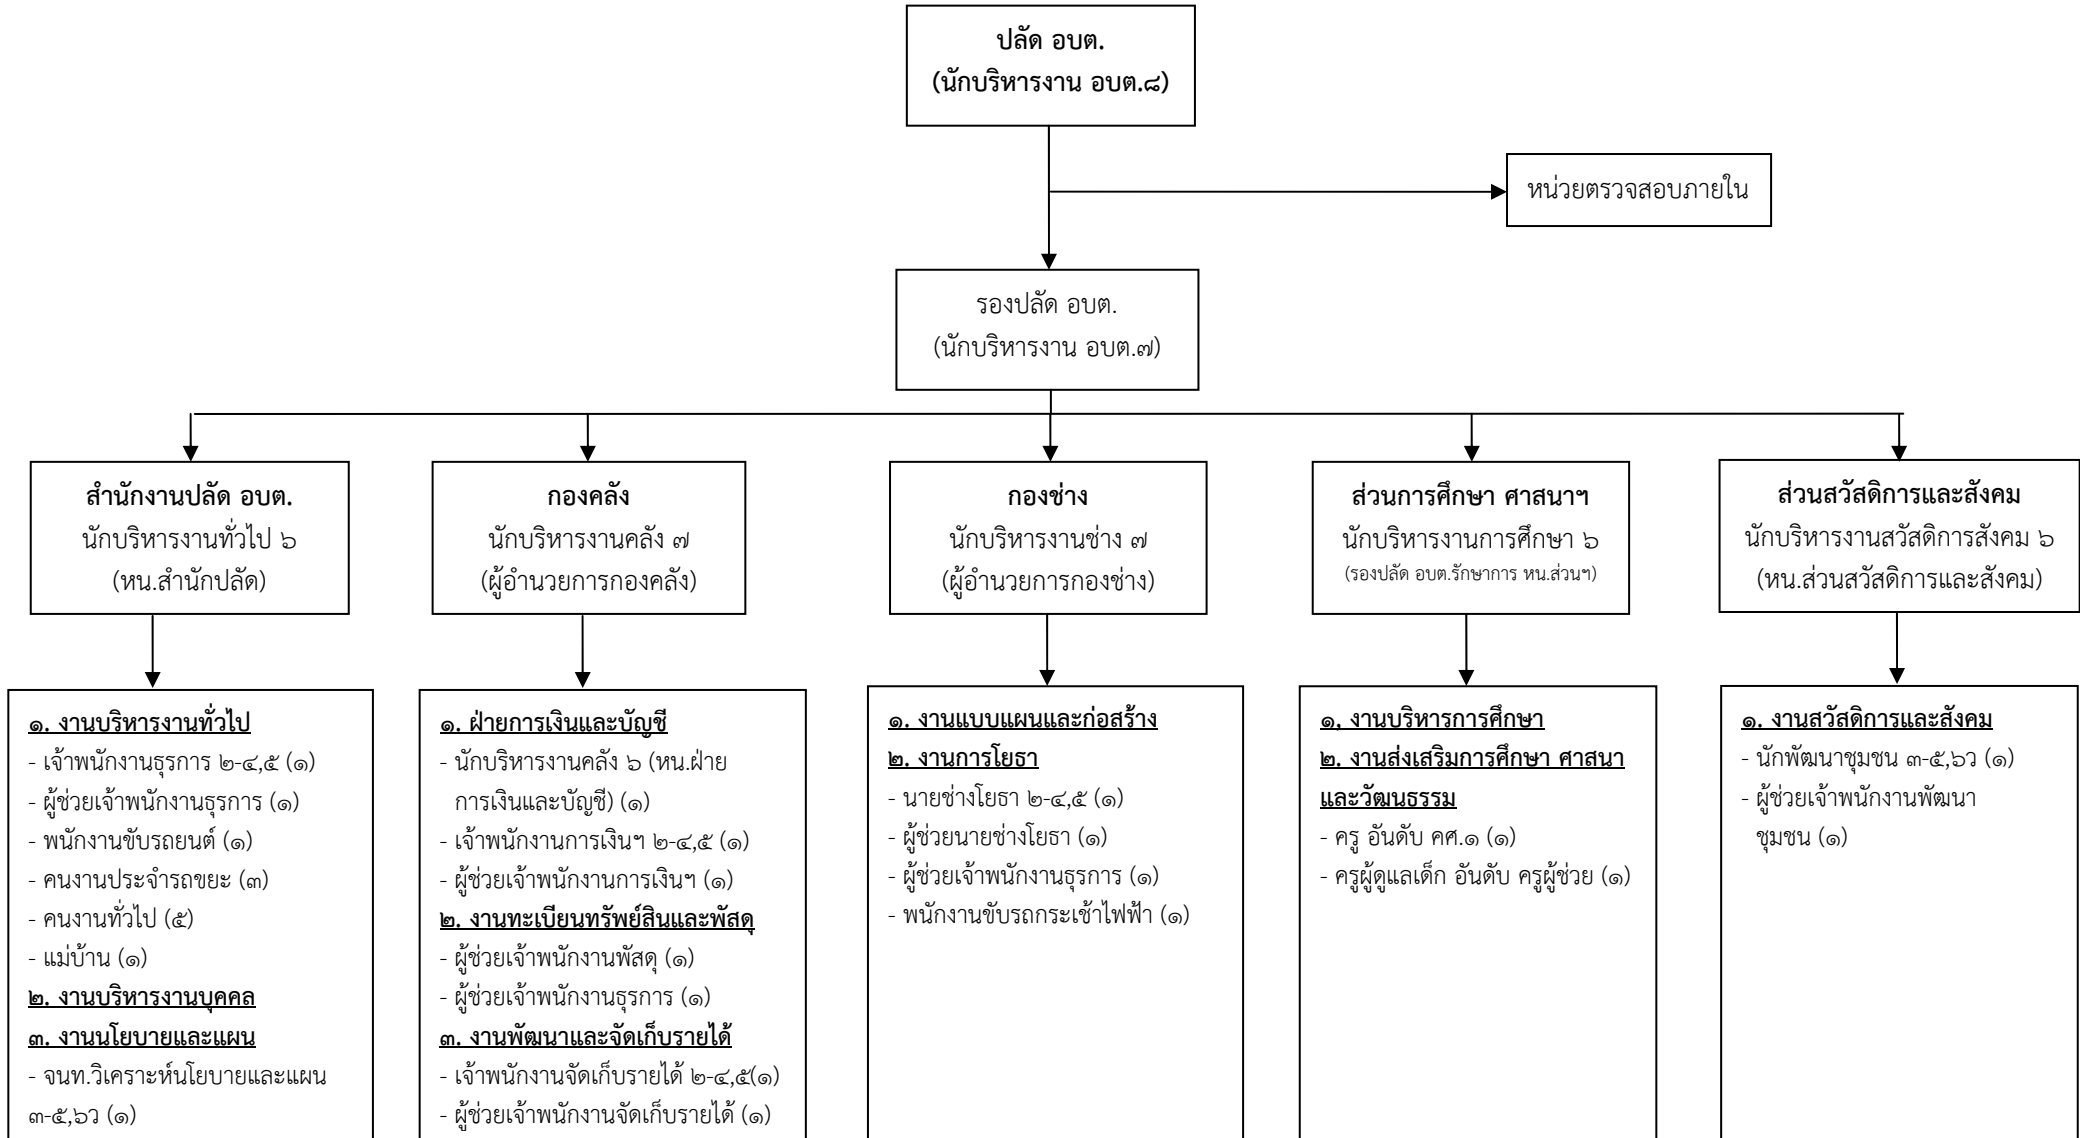 ปลัด อบต.
(นักบริหารงาน อบต.๘)
หน่วยตรวจสอบภายใน
รองปลัด อบต.
(นักบริหารงาน อบต.๗)
สำนักงานปลัด อบต.
นักบริหารงานทั่วไป ๖
(หน.สำนักปลัด)
กองคลัง
นักบริหารงานคลัง ๗
(ผู้อำนวยการกองคลัง)
กองช่าง
นักบริหารงานช่าง ๗
(ผู้อำนวยการกองช่าง)
ส่วนการศึกษา ศาสนาฯ
นักบริหารงานการศึกษา ๖
(รองปลัด อบต.รักษาการ หน.ส่วนฯ)
ส่วนสวัสดิการและสังคม
นักบริหารงานสวัสดิการสังคม ๖
(หน.ส่วนสวัสดิการและสังคม)
๑. งานบริหารงานทั่วไป
- เจ้าพนักงานธุรการ ๒-๔,๕ (๑)
- ผู้ช่วยเจ้าพนักงานธุรการ (๑)
- พนักงานขับรถยนต์ (๑)
- คนงานประจำรถขยะ (๓)
- คนงานทั่วไป (๕)
- แม่บ้าน (๑)
๒. งานบริหารงานบุคคล
๓. งานนโยบายและแผน
- จนท.วิเคราะห์นโยบายและแผน
๓-๕,๖ว (๑)
๑. ฝ่ายการเงินและบัญชี
- นักบริหารงานคลัง ๖ (หน.ฝ่าย
การเงินและบัญชี) (๑)
- เจ้าพนักงานการเงินฯ ๒-๔,๕ (๑)
- ผู้ช่วยเจ้าพนักงานการเงินฯ (๑)
๒. งานทะเบียนทรัพย์สินและพัสดุ
- ผู้ช่วยเจ้าพนักงานพัสดุ (๑)
- ผู้ช่วยเจ้าพนักงานธุรการ (๑)
๓. งานพัฒนาและจัดเก็บรายได้
- เจ้าพนักงานจัดเก็บรายได้ ๒-๔,๕(๑)
- ผู้ช่วยเจ้าพนักงานจัดเก็บรายได้ (๑)
๑. งานแบบแผนและก่อสร้าง
๒. งานการโยธา
- นายช่างโยธา ๒-๔,๕ (๑)
- ผู้ช่วยนายช่างโยธา (๑)
- ผู้ช่วยเจ้าพนักงานธุรการ (๑)
- พนักงานขับรถกระเช้าไฟฟ้า (๑)
๑, งานบริหารการศึกษา
๒. งานส่งเสริมการศึกษา ศาสนา
และวัฒนธรรม
- ครู อันดับ คศ.๑ (๑)
- ครูผู้ดูแลเด็ก อันดับ ครูผู้ช่วย (๑)
๑. งานสวัสดิการและสังคม
- นักพัฒนาชุมชน ๓-๕,๖ว (๑)
- ผู้ช่วยเจ้าพนักงานพัฒนา
ชุมชน (๑)